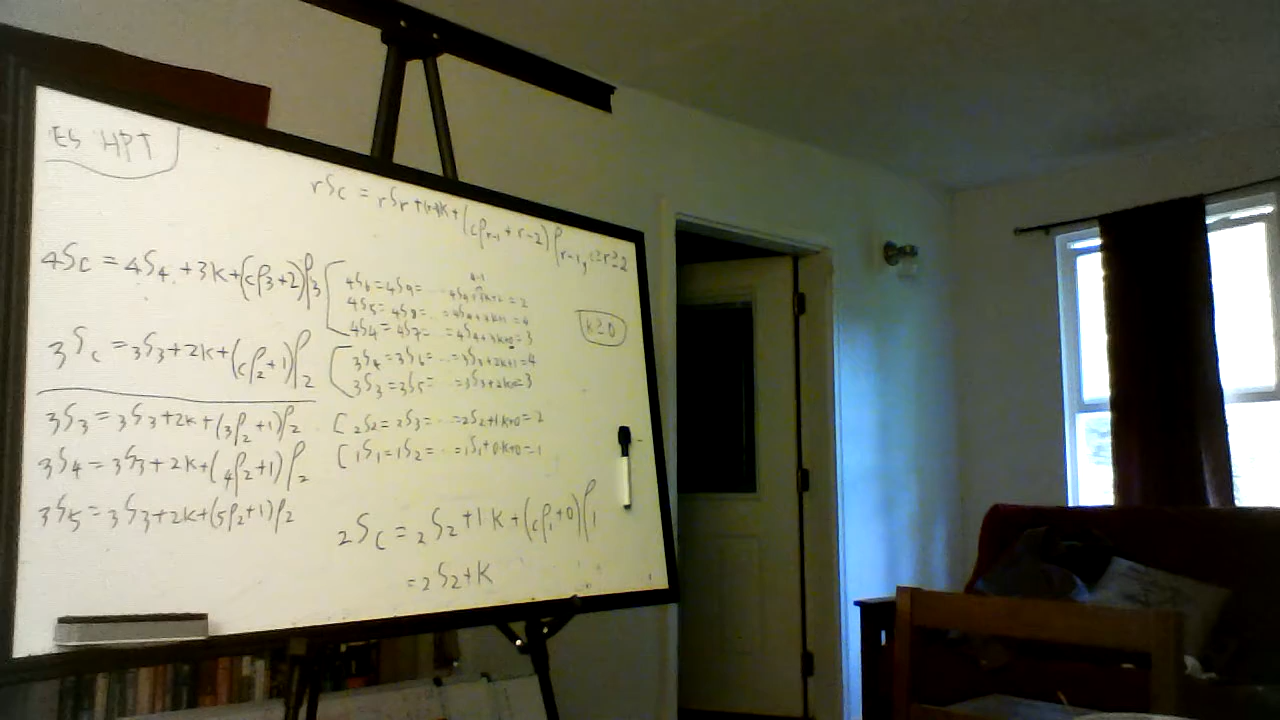 ES HPT
rSc = rSr+(r-1)k+(cρr-1+r-2)ρr-1, c≥r≥2
4Sc = 4S4+3k+(cρ3+2)ρ3
4S6=4S9= ...
4S5=4S8= ... =4
4S4=4S7= ... =3
K≥0
3Sc = 3S3+2k+(cρ2+1)ρ2
3S4=3S6= ... =3S3+2k+1=4
3S3=3S5= ... =3S3+2k=3
3S3 = 3S3+2k+(3ρ2+1)ρ2
2S2=2S3= ... =2S2+1k+0=2
3S4 = 3S3+2k+(4ρ2+1)ρ2
1S1=1S2= ... =1S1+0k+0=1
3S5 = 3S3+2k+(5ρ2+1)ρ2
2Sc = 2S2+1k+(cρ1+0)ρ1
= 2S2+k